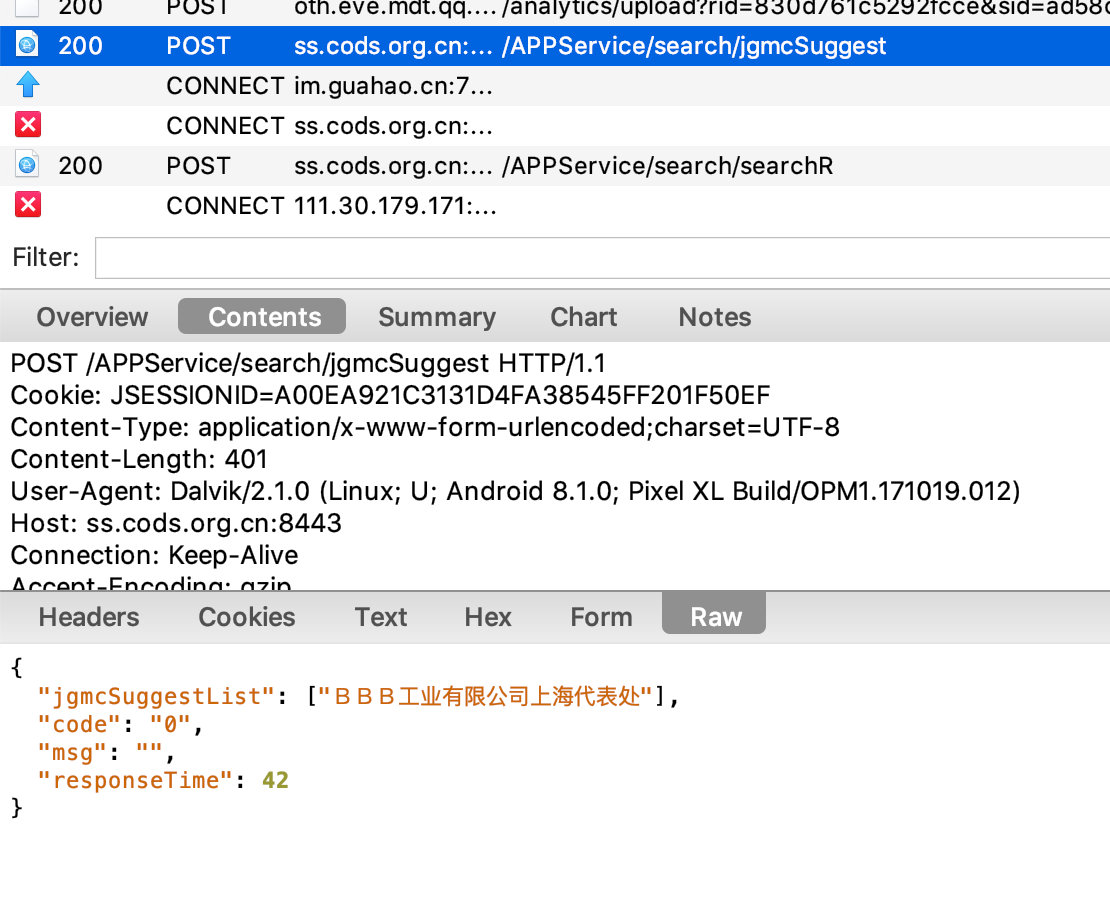 200 POST oth.eve.mdt.qq.... /analytics/upload?rid=830d761c5292fcce&sid=ad58c
200 POST ss.cods.org.cn:... /APPService/search/jgmcSuggest
CONNECT im.guahao.cn:7...
CONNECT ss.cods.org.cn:...
200 POST ss.cods.org.cn:... /APPService/search/searchR
CONNECT 111.30.179.171:...
Filter:
Overview Contents Summary Chart Notes
POST /APPService/search/jgmcSuggest HTTP/1.1
Cookie: JSESSIONID=A00EA921C3131D4FA38545FF201F50EF
Content-Type: application/x-www-form-urlencoded;charset=UTF-8
Content-Length: 401
User-Agent: Dalvik/2.1.0 (Linux; U; Android 8.1.0; Pixel XL Build/OPM1.171019.012)
Host: ss.cods.org.cn:8443
Connection: Keep-Alive
Accept-Encoding: gzip
Headers Cookies Text Hex Form Raw
{
"jgmcSuggestList": ["ＢＢＢ工业有限公司上海代表处"],
"code": "0",
"msg": "",
"responseTime": 42
}